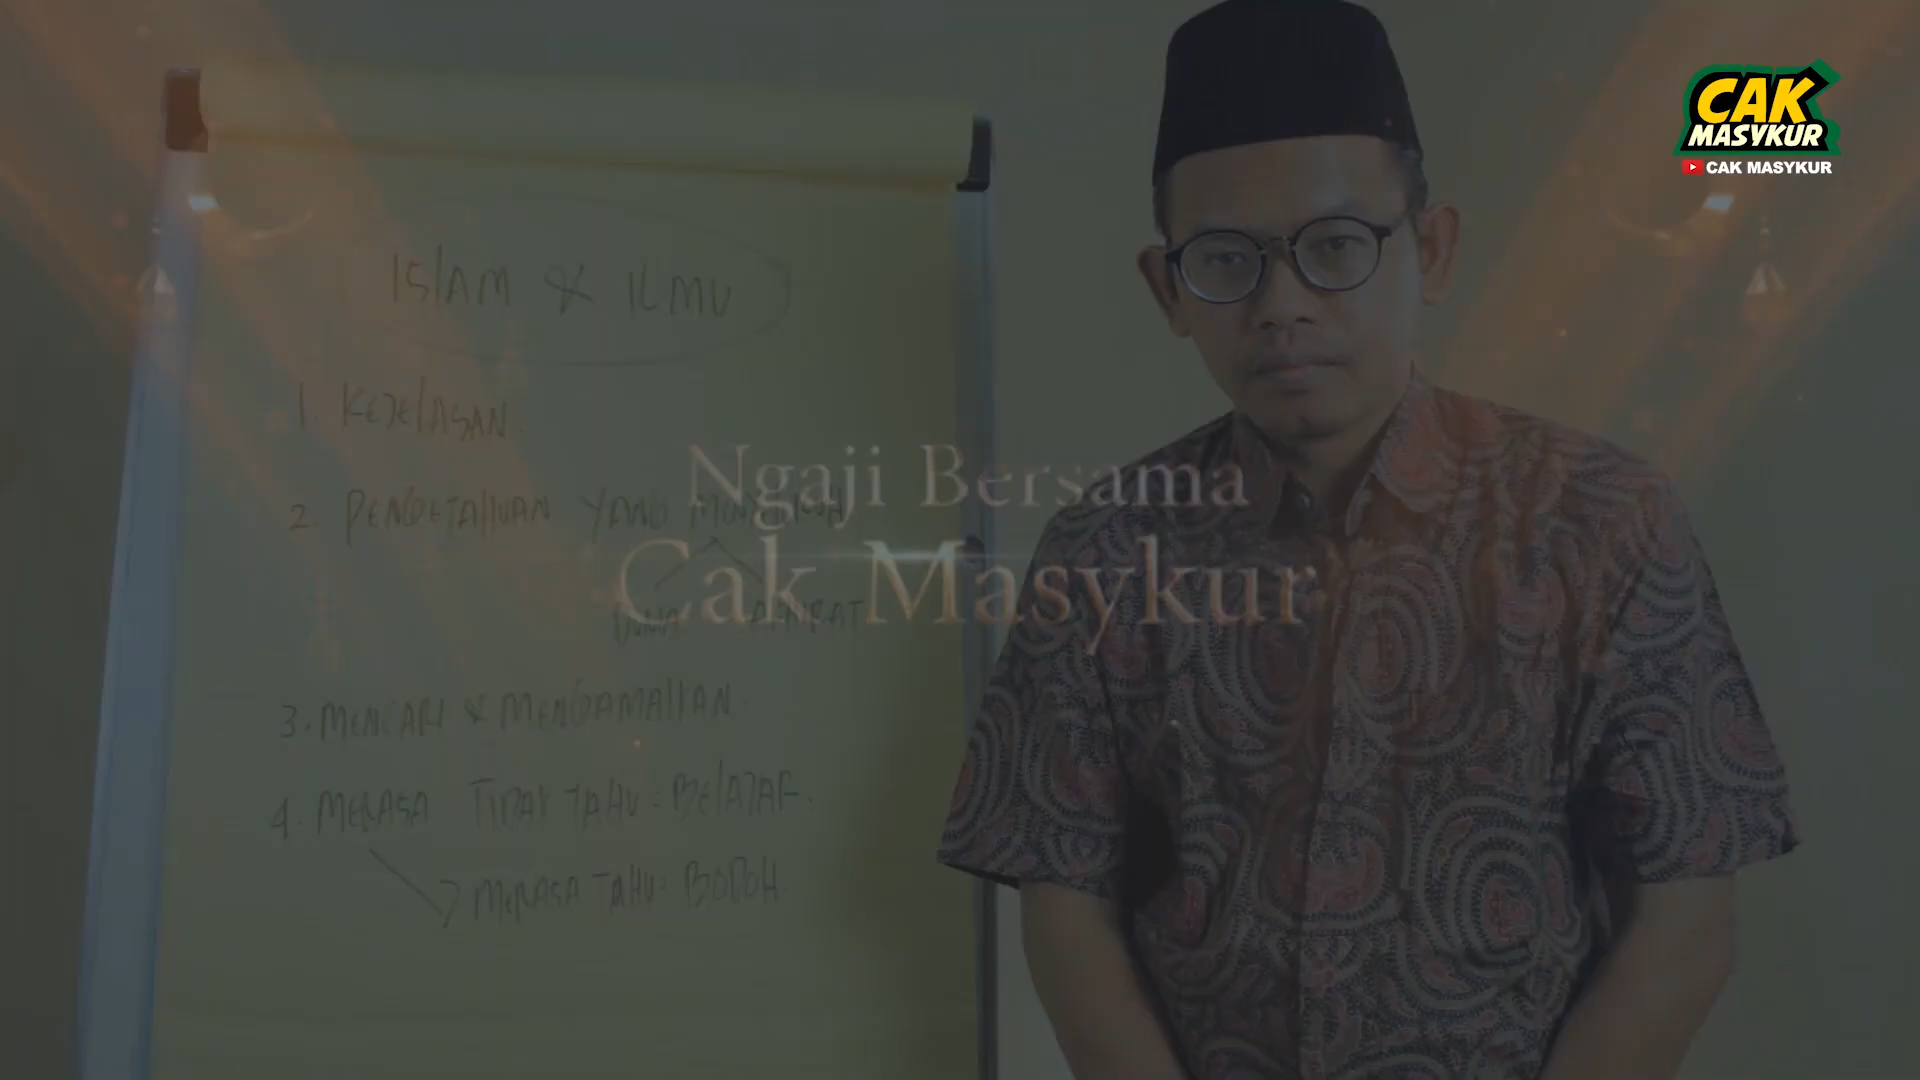 CAK
MASYKUR
CAK MASYKUR
ISLAM & ILMU
1. KEJELASAN.
Ngaji Bersama
2. PENGETAHUAN YANG
Cak Masykur
3. MENCARI & MENGAMALKAN.
4. MERASA TIDAK TAHU: BELAJAR.
MERASA TAHU: BODOH.